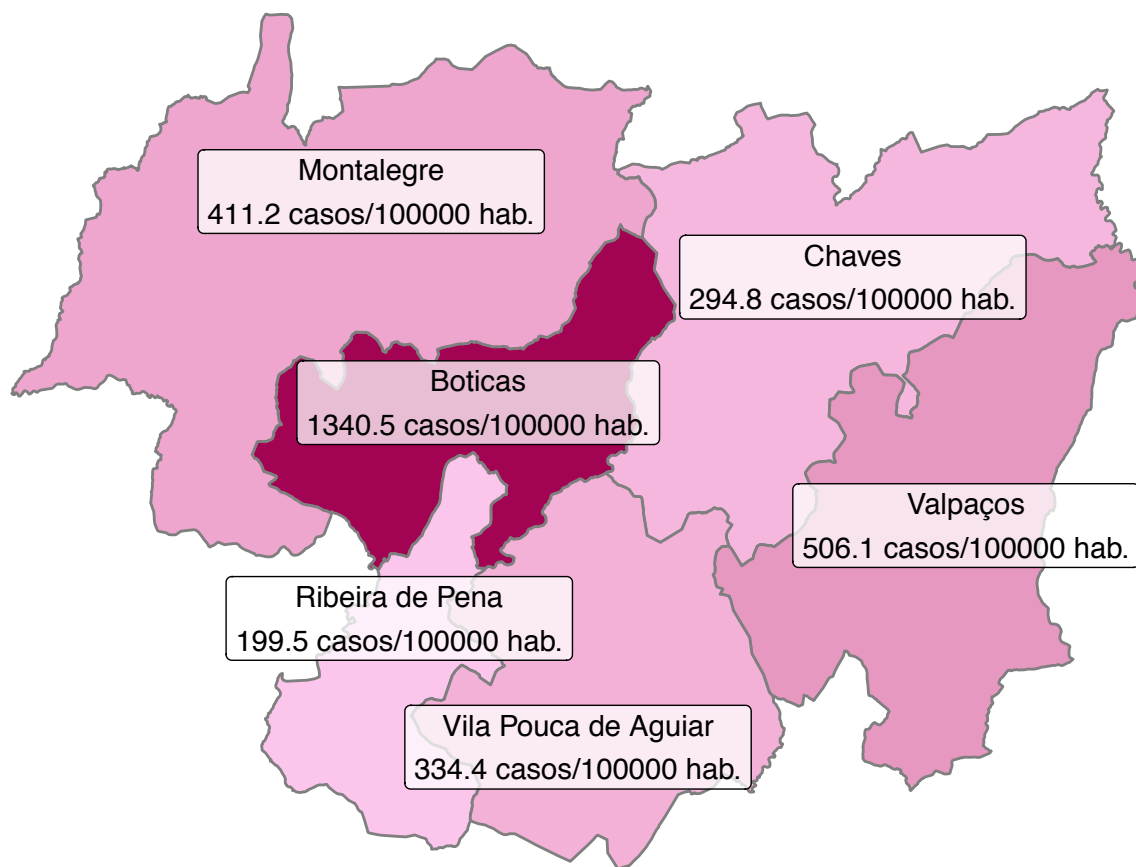 Montalegre
411.2 casos/100000 hab.
Chaves
294.8 casos/100000 hab.
Boticas
1340.5 casos/100000 hab.
Valpaços
506.1 casos/100000 hab.
Ribeira de Pena
199.5 casos/100000 hab.
Vila Pouca de Aguiar
334.4 casos/100000 hab.